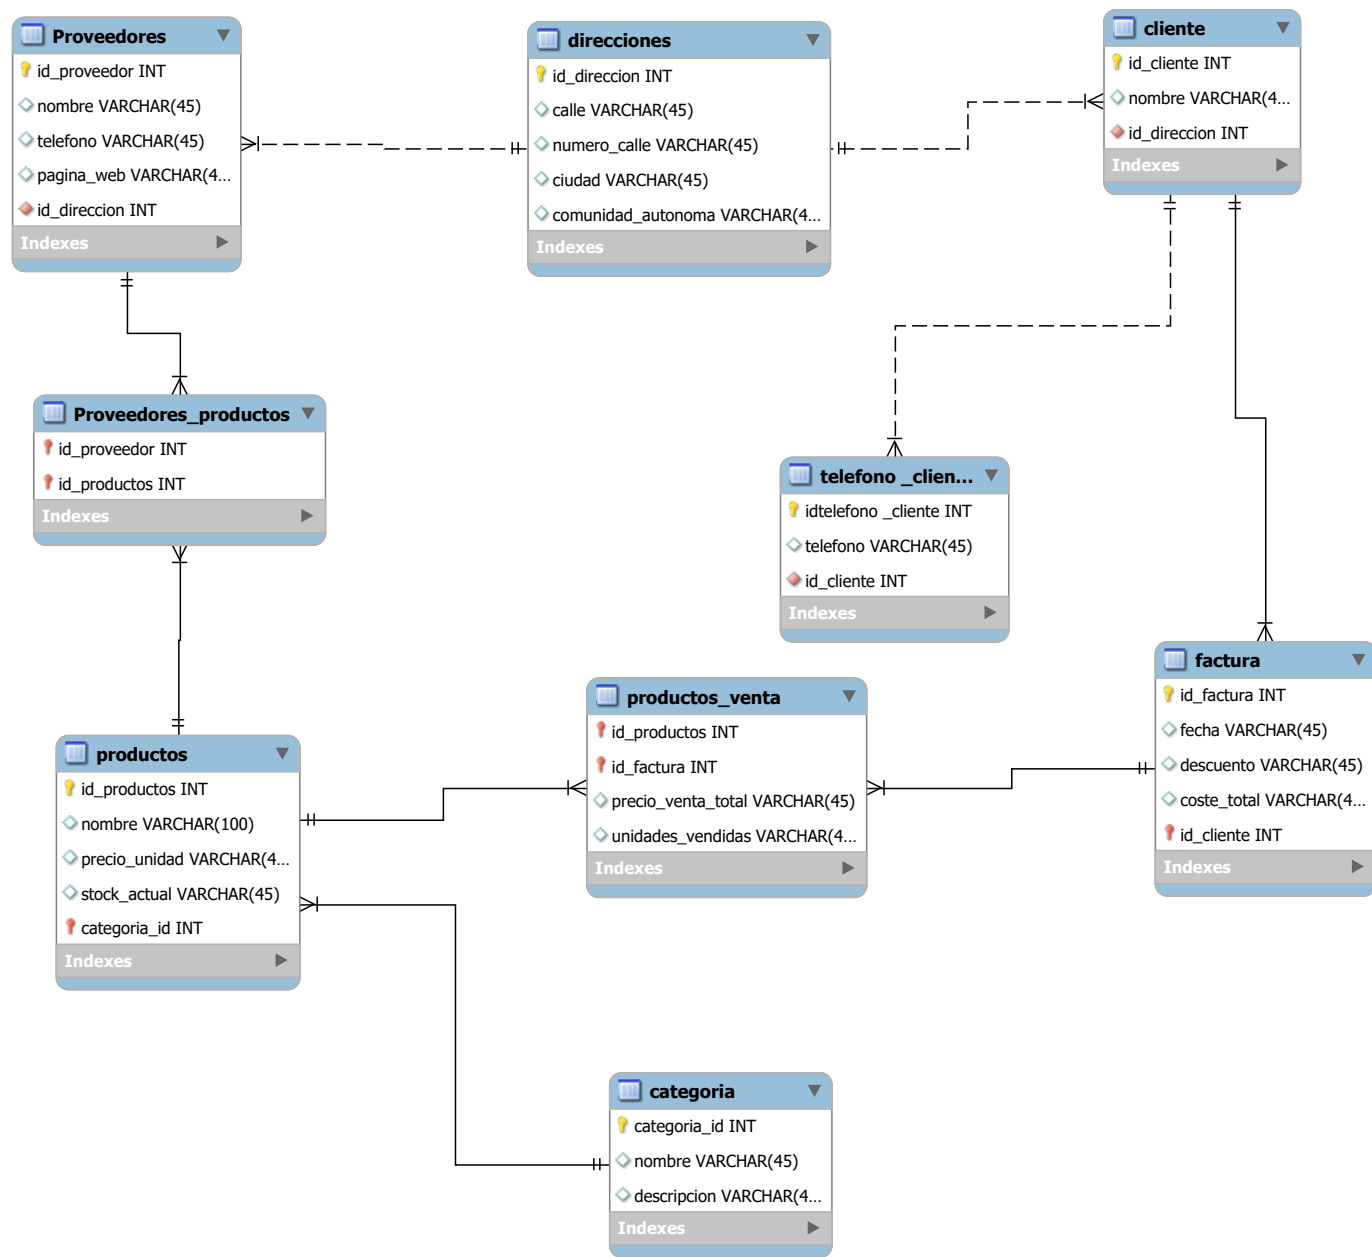 Proveedores
id_proveedor INT
nombre VARCHAR(45)
telefono VARCHAR(45)
pagina_web VARCHAR(4...
id_direccion INT
Indexes
direcciones
id_direccion INT
calle VARCHAR(45)
numero_calle VARCHAR(45)
ciudad VARCHAR(45)
comunidad_autonoma VARCHAR(4...
Indexes
cliente
id_cliente INT
nombre VARCHAR(4...
id_direccion INT
Indexes
Proveedores_productos
id_proveedor INT
id_productos INT
Indexes
telefono _clien...
idtelefono _cliente INT
telefono VARCHAR(45)
id_cliente INT
Indexes
factura
id_factura INT
fecha VARCHAR(45)
descuento VARCHAR(45)
coste_total VARCHAR(4...
id_cliente INT
Indexes
productos_venta
id_productos INT
id_factura INT
precio_venta_total VARCHAR(45)
unidades_vendidas VARCHAR(4...
Indexes
productos
id_productos INT
nombre VARCHAR(100)
precio_unidad VARCHAR(4...
stock_actual VARCHAR(45)
categoria_id INT
Indexes
categoria
categoria_id INT
nombre VARCHAR(45)
descripcion VARCHAR(4...
Indexes